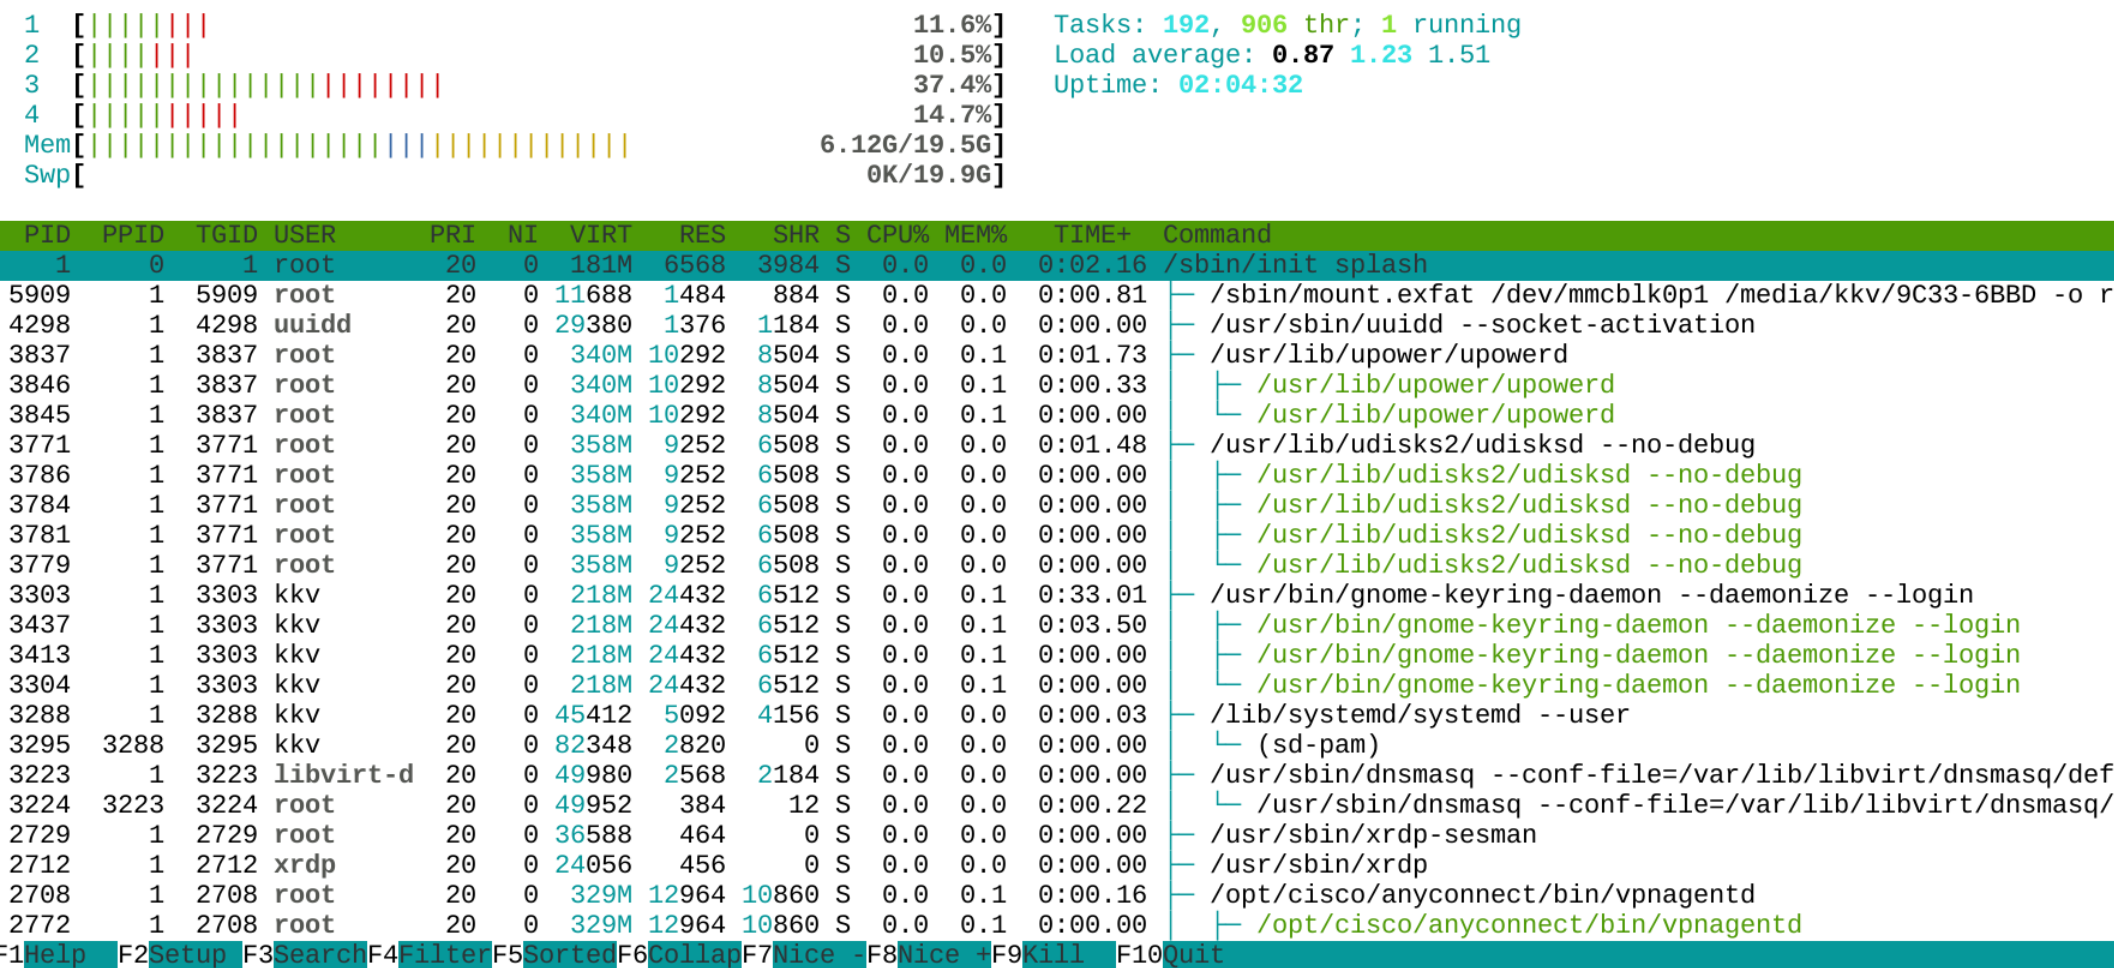 1 [|||||||| 11.6%] Tasks: 192, 906 thr; 1 running
2 [||||||| 10.5%] Load average: 0.87 1.23 1.51
3 [||||||||||||||||||||||| 37.4%] Uptime: 02:04:32
4 [|||||||||| 14.7%]
Mem[||||||||||||||||||||||||||||||||||| 6.12G/19.5G]
Swp[ 0K/19.9G]
PID PPID TGID USER PRI NI VIRT RES SHR S CPU% MEM% TIME+ Command
1 0 1 root 20 0 181M 6568 3984 S 0.0 0.0 0:02.16 /sbin/init splash
5909 1 5909 root 20 0 11688 1484 884 S 0.0 0.0 0:00.81 ├─ /sbin/mount.exfat /dev/mmcblk0p1 /media/kkv/9C33-6BBD -o r
4298 1 4298 uuidd 20 0 29380 1376 1184 S 0.0 0.0 0:00.00 ├─ /usr/sbin/uuidd --socket-activation
3837 1 3837 root 20 0 340M 10292 8504 S 0.0 0.1 0:01.73 ├─ /usr/lib/upower/upowerd
3846 1 3837 root 20 0 340M 10292 8504 S 0.0 0.1 0:00.33 │ ├─ /usr/lib/upower/upowerd
3845 1 3837 root 20 0 340M 10292 8504 S 0.0 0.1 0:00.00 │ └─ /usr/lib/upower/upowerd
3771 1 3771 root 20 0 358M 9252 6508 S 0.0 0.0 0:01.48 ├─ /usr/lib/udisks2/udisksd --no-debug
3786 1 3771 root 20 0 358M 9252 6508 S 0.0 0.0 0:00.00 │ ├─ /usr/lib/udisks2/udisksd --no-debug
3784 1 3771 root 20 0 358M 9252 6508 S 0.0 0.0 0:00.00 │ ├─ /usr/lib/udisks2/udisksd --no-debug
3781 1 3771 root 20 0 358M 9252 6508 S 0.0 0.0 0:00.00 │ ├─ /usr/lib/udisks2/udisksd --no-debug
3779 1 3771 root 20 0 358M 9252 6508 S 0.0 0.0 0:00.00 │ └─ /usr/lib/udisks2/udisksd --no-debug
3303 1 3303 kkv 20 0 218M 24432 6512 S 0.0 0.1 0:33.01 ├─ /usr/bin/gnome-keyring-daemon --daemonize --login
3437 1 3303 kkv 20 0 218M 24432 6512 S 0.0 0.1 0:03.50 │ ├─ /usr/bin/gnome-keyring-daemon --daemonize --login
3413 1 3303 kkv 20 0 218M 24432 6512 S 0.0 0.1 0:00.00 │ ├─ /usr/bin/gnome-keyring-daemon --daemonize --login
3304 1 3303 kkv 20 0 218M 24432 6512 S 0.0 0.1 0:00.00 │ └─ /usr/bin/gnome-keyring-daemon --daemonize --login
3288 1 3288 kkv 20 0 45412 5092 4156 S 0.0 0.0 0:00.03 ├─ /lib/systemd/systemd --user
3295 3288 3295 kkv 20 0 82348 2820 0 S 0.0 0.0 0:00.00 │ └─ (sd-pam)
3223 1 3223 libvirt-d 20 0 49980 2568 2184 S 0.0 0.0 0:00.00 ├─ /usr/sbin/dnsmasq --conf-file=/var/lib/libvirt/dnsmasq/def
3224 3223 3224 root 20 0 49952 384 12 S 0.0 0.0 0:00.22 │ └─ /usr/sbin/dnsmasq --conf-file=/var/lib/libvirt/dnsmasq/
2729 1 2729 root 20 0 36588 464 0 S 0.0 0.0 0:00.00 ├─ /usr/sbin/xrdp-sesman
2712 1 2712 xrdp 20 0 24056 456 0 S 0.0 0.0 0:00.00 ├─ /usr/sbin/xrdp
2708 1 2708 root 20 0 329M 12964 10860 S 0.0 0.1 0:00.16 ├─ /opt/cisco/anyconnect/bin/vpnagentd
2772 1 2708 root 20 0 329M 12964 10860 S 0.0 0.1 0:00.00 │ ├─ /opt/cisco/anyconnect/bin/vpnagentd
F1Help F2Setup F3SearchF4FilterF5SortedF6CollapF7Nice -F8Nice +F9Kill F10Quit